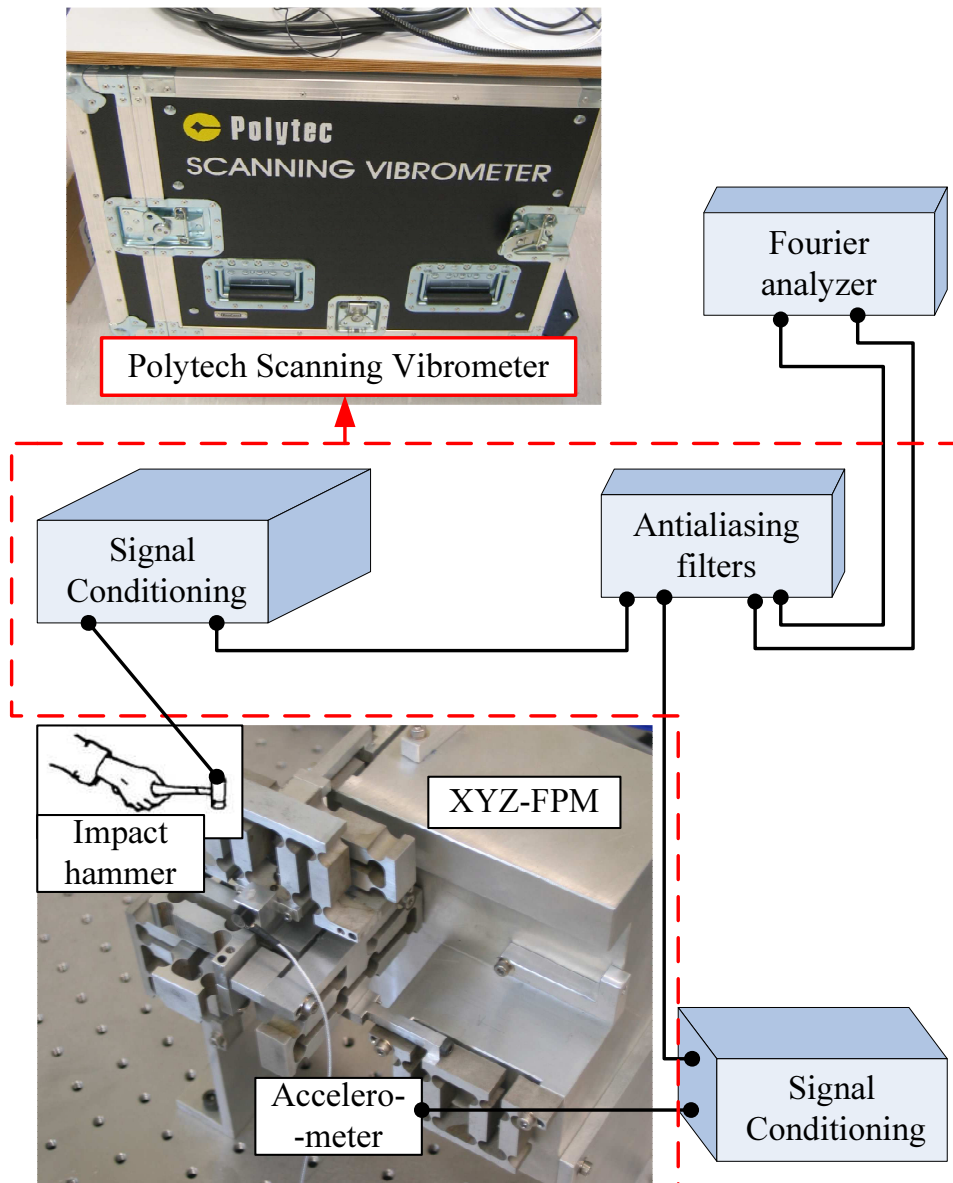 Polytec
SCANNING VIBROMETER
Polytech Scanning Vibrometer
Fourier
analyzer
Signal
Conditioning
Antialiasing
filters
Impact
hammer
XYZ-FPM
Accelero-
-meter
Signal
Conditioning